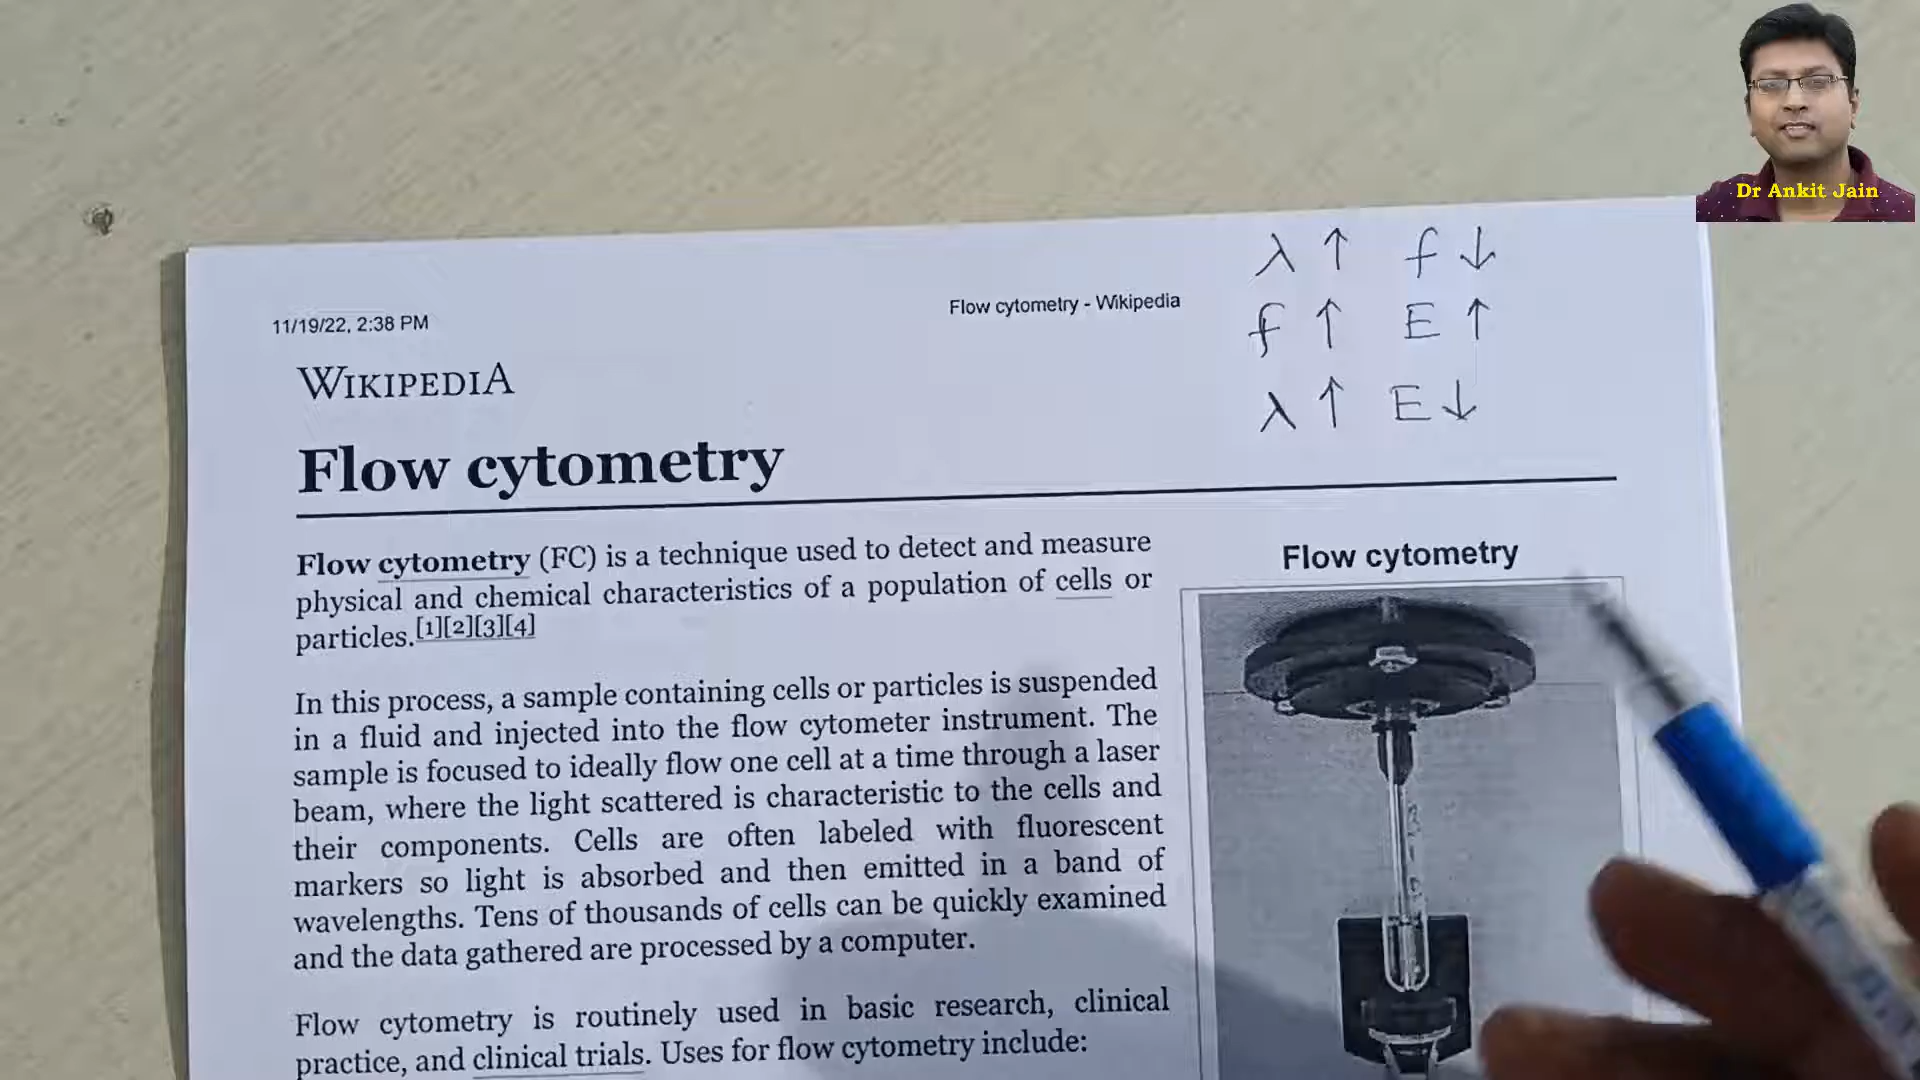 Dr Ankit Jain
λ ↑ f ↓
f ↑ E ↑
λ ↑ E ↓
11/19/22, 2:38 PM
Flow cytometry - Wikipedia
WIKIPEDIA
Flow cytometry
Flow cytometry (FC) is a technique used to detect and measure
physical and chemical characteristics of a population of cells or
particles.[1][2][3][4]
In this process, a sample containing cells or particles is suspended
in a fluid and injected into the flow cytometer instrument. The
sample is focused to ideally flow one cell at a time through a laser
beam, where the light scattered is characteristic to the cells and
their components. Cells are often labeled with fluorescent
markers so light is absorbed and then emitted in a band of
wavelengths. Tens of thousands of cells can be quickly examined
and the data gathered are processed by a computer.
Flow cytometry is routinely used in basic research, clinical
practice, and clinical trials. Uses for flow cytometry include:
Flow cytometry